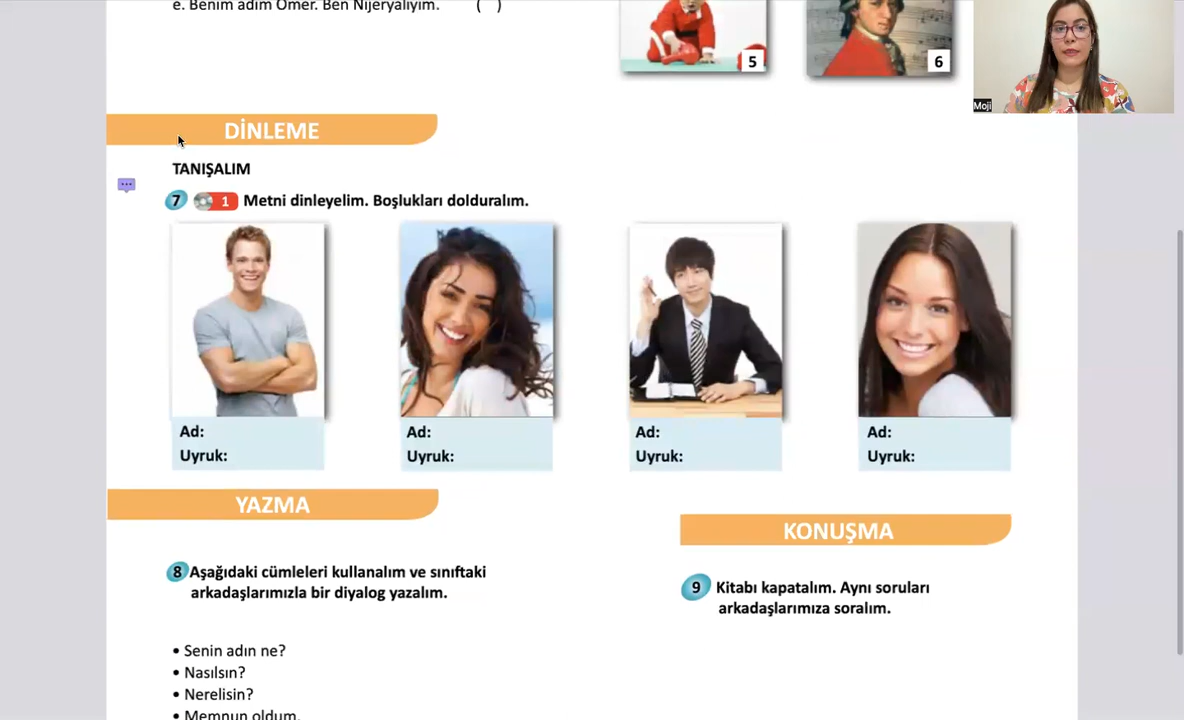 e. Benim adım Ömer. Ben Nijeryalıyım. ( )
5
6
Moji
DİNLEME
TANIŞALIM
7 1 Metni dinleyelim. Boşlukları dolduralım.
Ad:
Uyruk:
Ad:
Uyruk:
Ad:
Uyruk:
Ad:
Uyruk:
YAZMA
8 Aşağıdaki cümleleri kullanalım ve sınıftaki
arkadaşlarımızla bir diyalog yazalım.
• Senin adın ne?
• Nasılsın?
• Nerelisin?
• Memnun oldum.
KONUŞMA
9 Kitabı kapatalım. Aynı soruları
arkadaşlarımıza soralım.